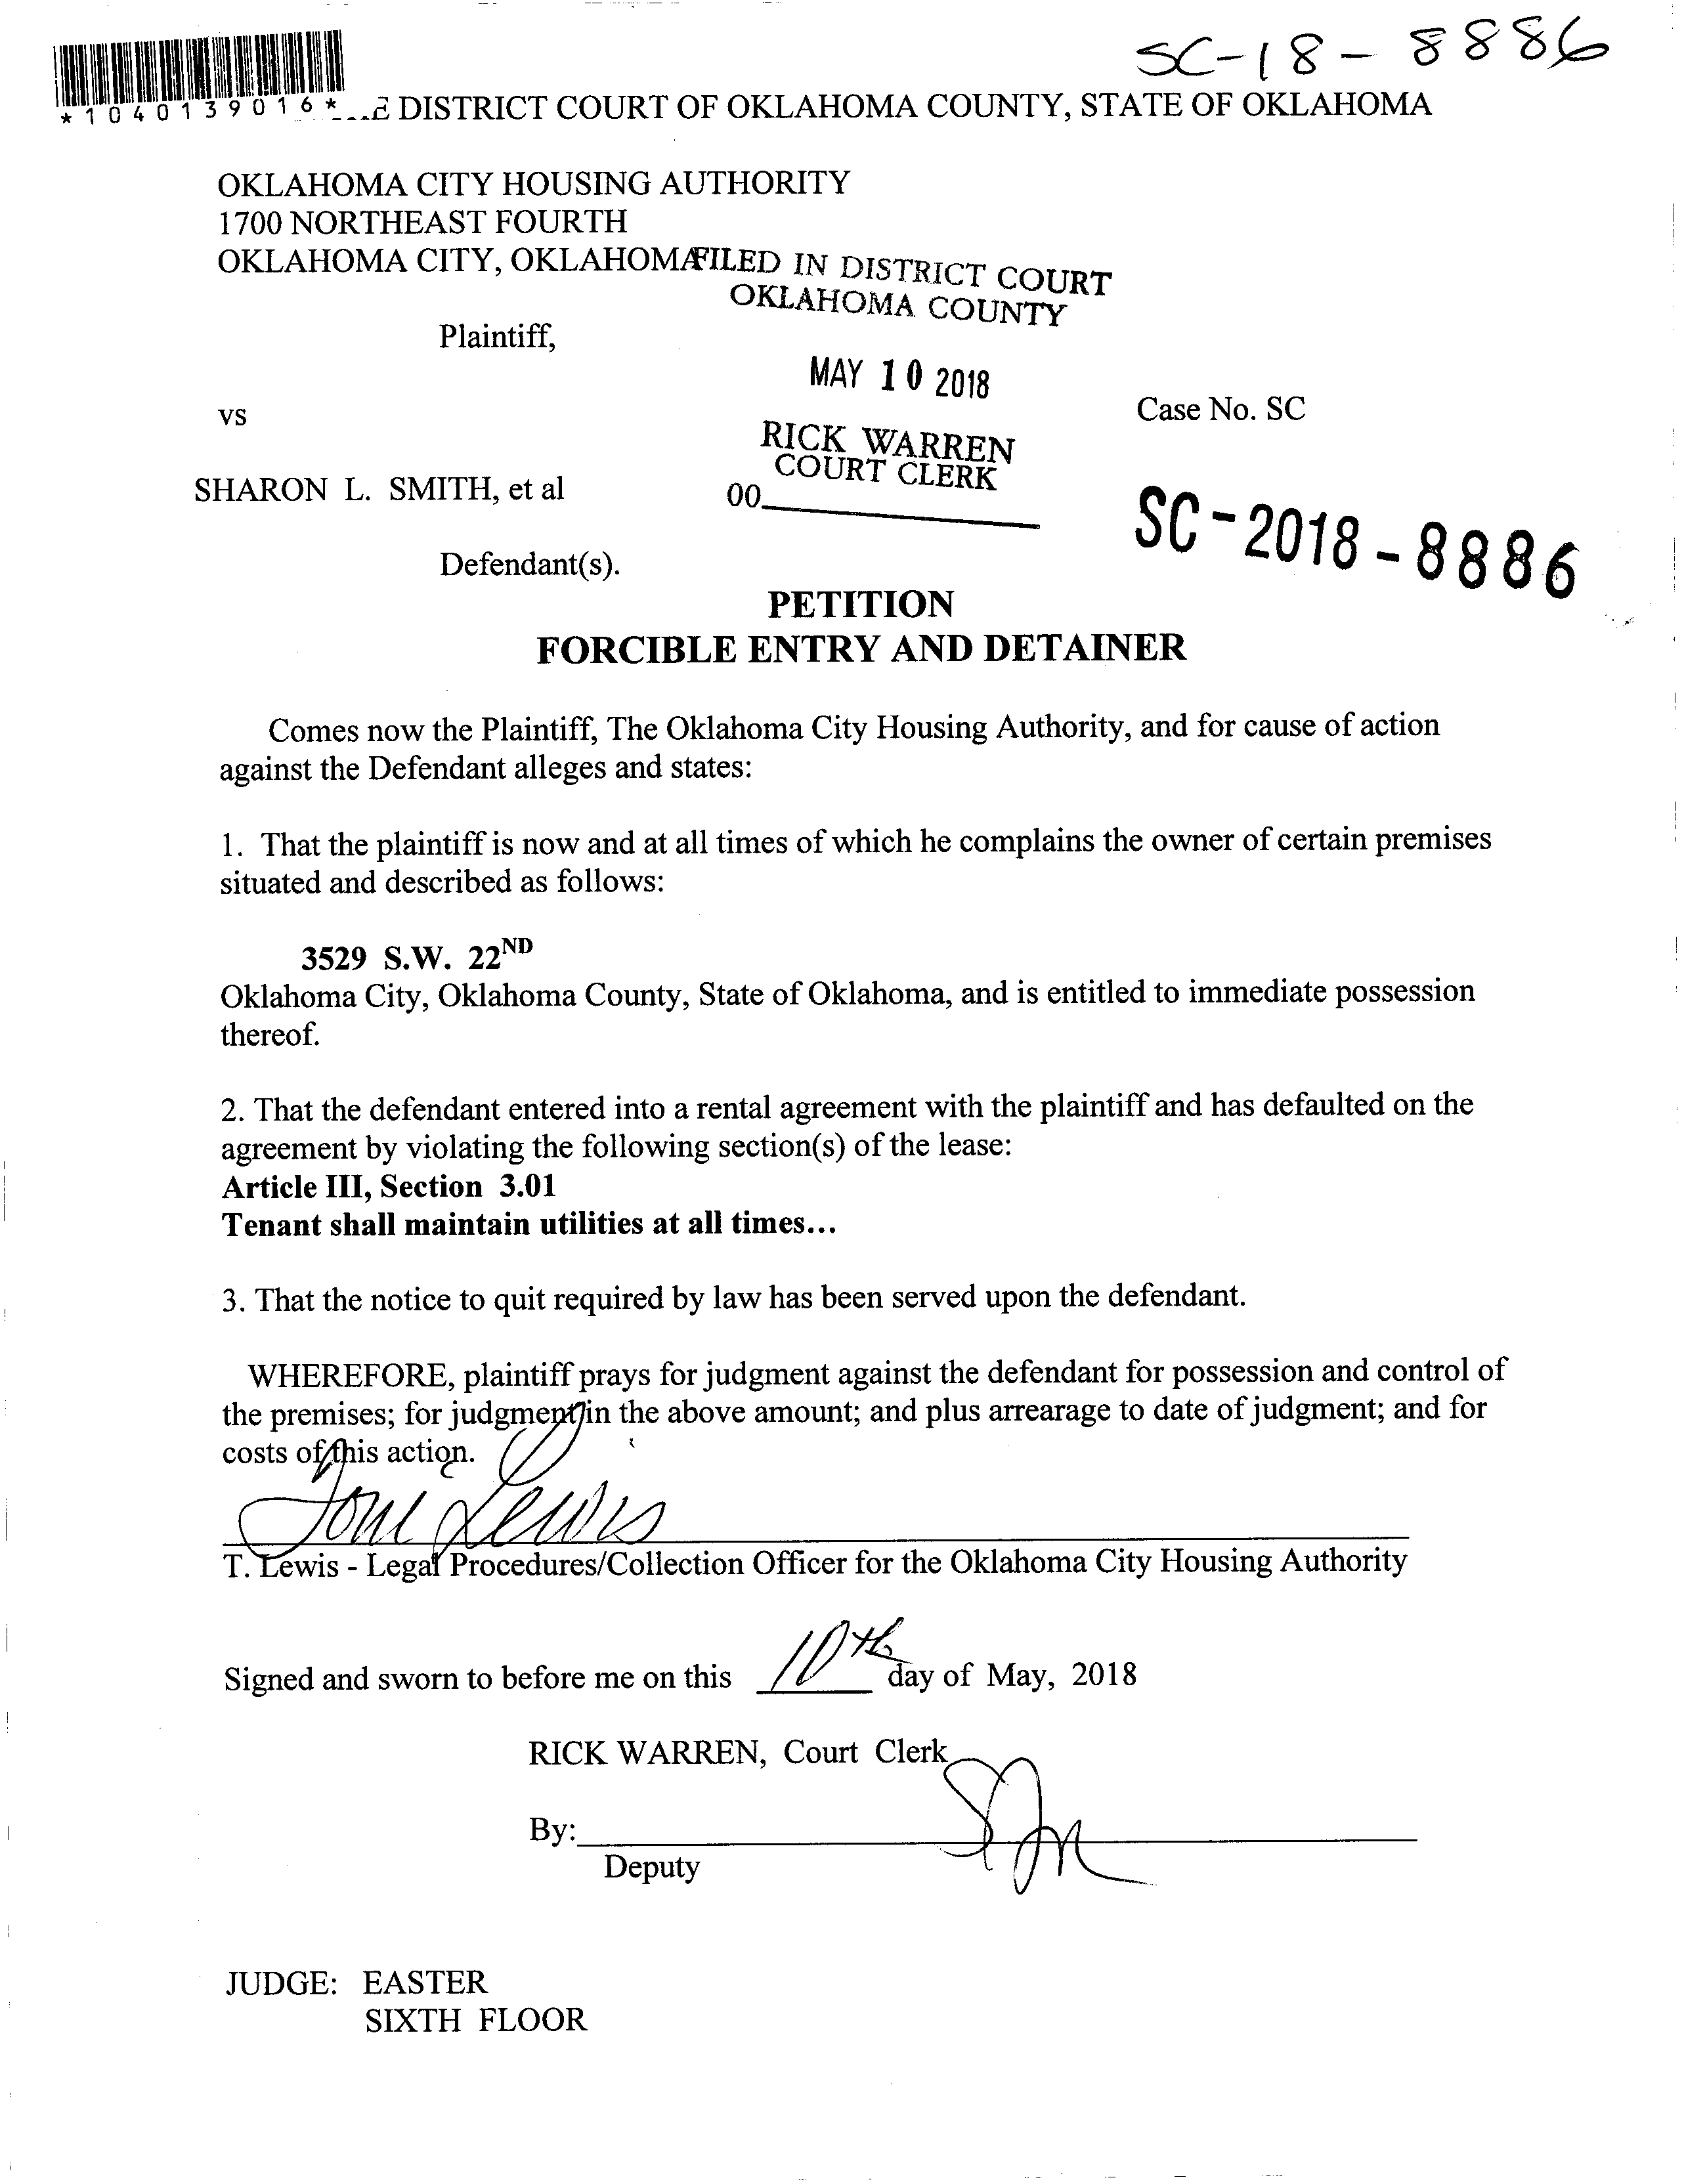 SC-18-8886
*1040139016*
DISTRICT COURT OF OKLAHOMA COUNTY, STATE OF OKLAHOMA
OKLAHOMA CITY HOUSING AUTHORITY
1700 NORTHEAST FOURTH
OKLAHOMA CITY, OKLAHOMA
FILED IN DISTRICT COURT
OKLAHOMA COUNTY
Plaintiff,
MAY 10 2018
vs
Case No. SC
RICK WARREN
COURT CLERK
SHARON L. SMITH, et al
00
SC-2018-8886
Defendant(s).
PETITION
FORCIBLE ENTRY AND DETAINER
Comes now the Plaintiff, The Oklahoma City Housing Authority, and for cause of action
against the Defendant alleges and states:
1. That the plaintiff is now and at all times of which he complains the owner of certain premises
situated and described as follows:
3529 S.W. 22ND
Oklahoma City, Oklahoma County, State of Oklahoma, and is entitled to immediate possession
thereof.
2. That the defendant entered into a rental agreement with the plaintiff and has defaulted on the
agreement by violating the following section(s) of the lease:
Article III, Section 3.01
Tenant shall maintain utilities at all times...
3. That the notice to quit required by law has been served upon the defendant.
WHEREFORE, plaintiff prays for judgment against the defendant for possession and control of
the premises; for judgment in the above amount; and plus arrearage to date of judgment; and for
costs of this action.
T. Lewis - Legal Procedures/Collection Officer for the Oklahoma City Housing Authority
Signed and sworn to before me on this 10th day of May, 2018
RICK WARREN, Court Clerk
By:
Deputy
JUDGE: EASTER
SIXTH FLOOR